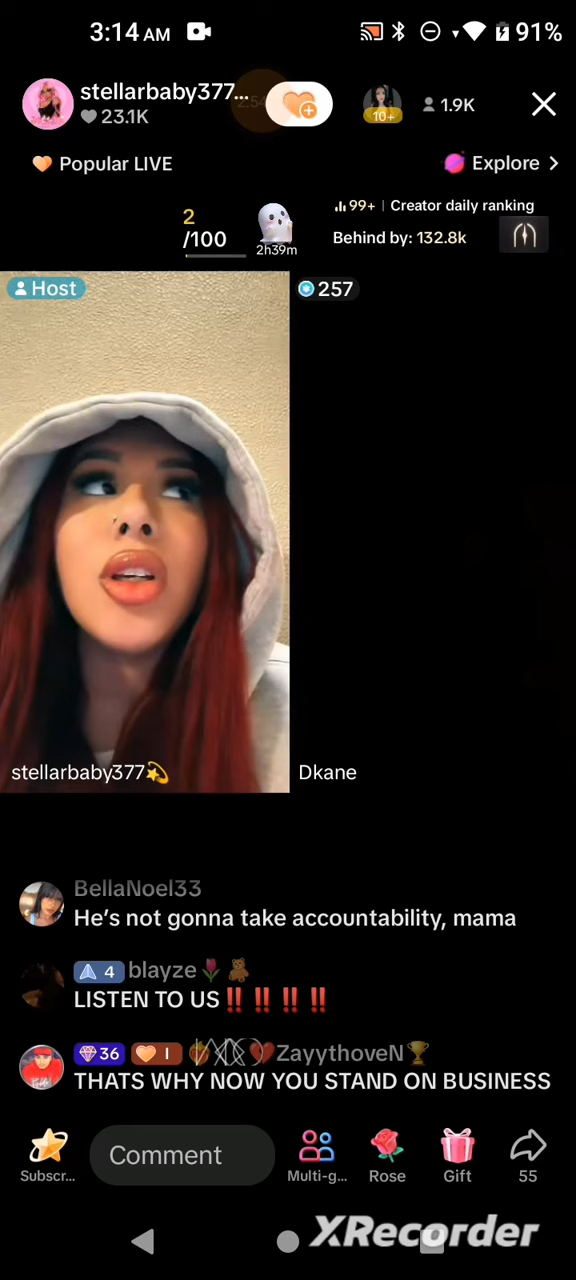 3:14 AM
91%
stellarbaby377...
23.1K
10+
1.9K
Popular LIVE
Explore >
2
/100
2h39m
99+ | Creator daily ranking
Behind by: 132.8k
Host
257
stellarbaby377💫
Dkane
BellaNoel33
He's not gonna take accountability, mama
4 blayze🌷🧸
LISTEN TO US‼️‼️‼️‼️
36 I ZayythoveN🏆
THATS WHY NOW YOU STAND ON BUSINESS
Subscr...
Comment
Multi-g...
Rose
Gift
55
XRecorder